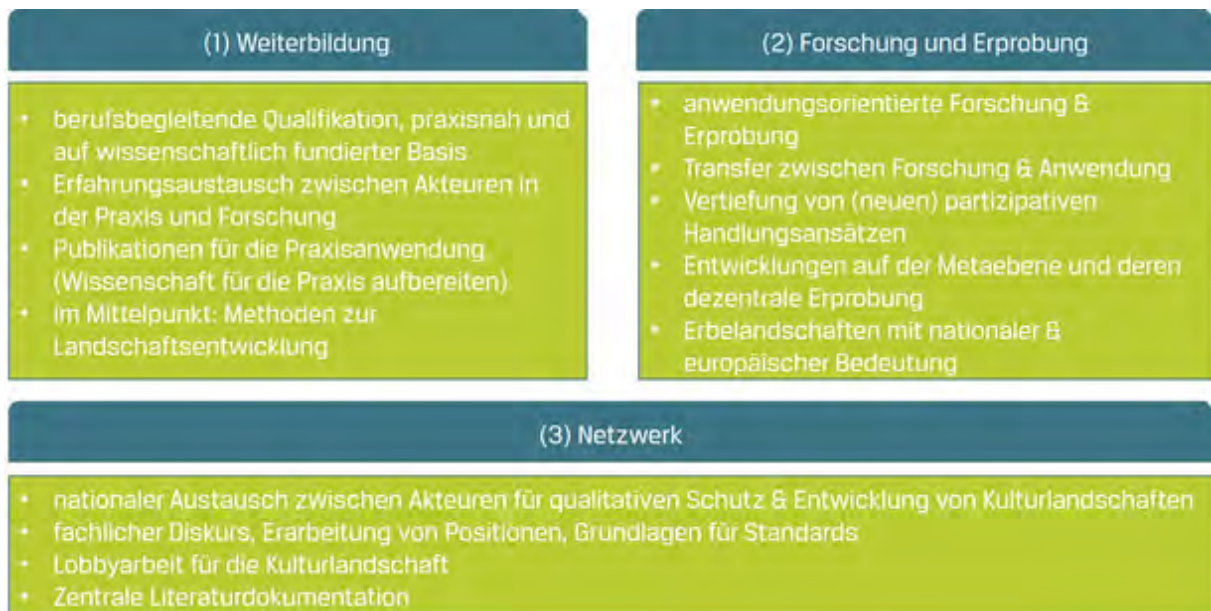 (1) Weiterbildung
• berufsbegleitende Qualifikation, praxisnah und
auf wissenschaftlich fundierter Basis
• Erfahrungsaustausch zwischen Akteuren in
der Praxis und Forschung
• Publikationen für die Praxisanwendung
(Wissenschaft für die Praxis aufbereiten)
• im Mittelpunkt: Methoden zur
Landschaftsentwicklung
(2) Forschung und Erprobung
• anwendungsorientierte Forschung &
Erprobung
• Transfer zwischen Forschung & Anwendung
• Vertiefung von (neuen) partizipativen
Handlungsansätzen
• Entwicklungen auf der Metaebene und deren
dezentrale Erprobung
• Erbelandschaften mit nationaler &
europäischer Bedeutung
(3) Netzwerk
• nationaler Austausch zwischen Akteuren für qualitativen Schutz & Entwicklung von Kulturlandschaften
• fachlicher Diskurs, Erarbeitung von Positionen, Grundlagen für Standards
• Lobbyarbeit für die Kulturlandschaft
• Zentrale Literaturdokumentation